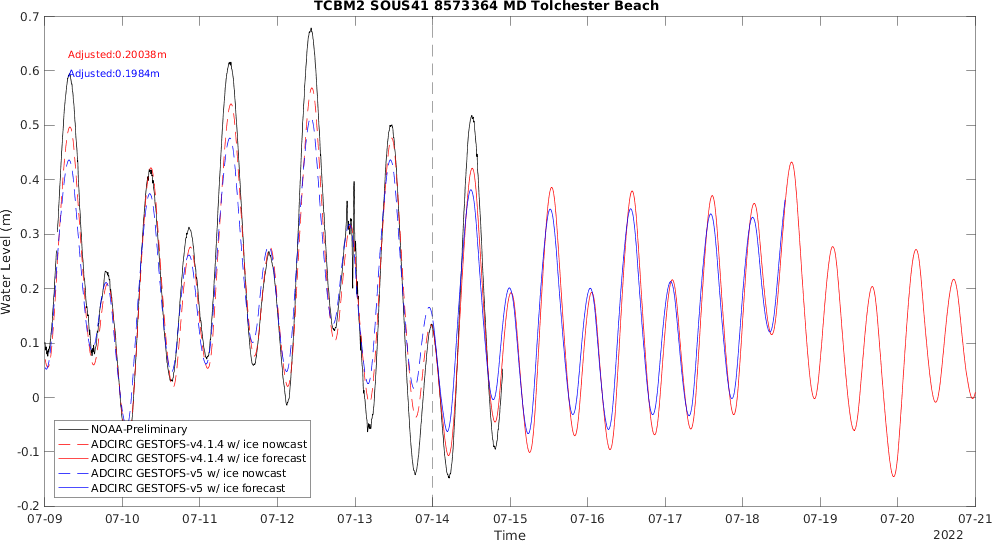 TCBM2 SOUS41 8573364 MD Tolchester Beach
0.7
0.6
0.5
0.4
0.3
0.2
0.1
0
-0.1
-0.2
Water Level (m)
Adjusted:0.20038m
Adjusted:0.1984m
NOAA-Preliminary
ADCIRC GESTOFS-v4.1.4 w/ ice nowcast
ADCIRC GESTOFS-v4.1.4 w/ ice forecast
ADCIRC GESTOFS-v5 w/ ice nowcast
ADCIRC GESTOFS-v5 w/ ice forecast
07-09 07-10 07-11 07-12 07-13 07-14 07-15 07-16 07-17 07-18 07-19 07-20 07-21
Time
2022